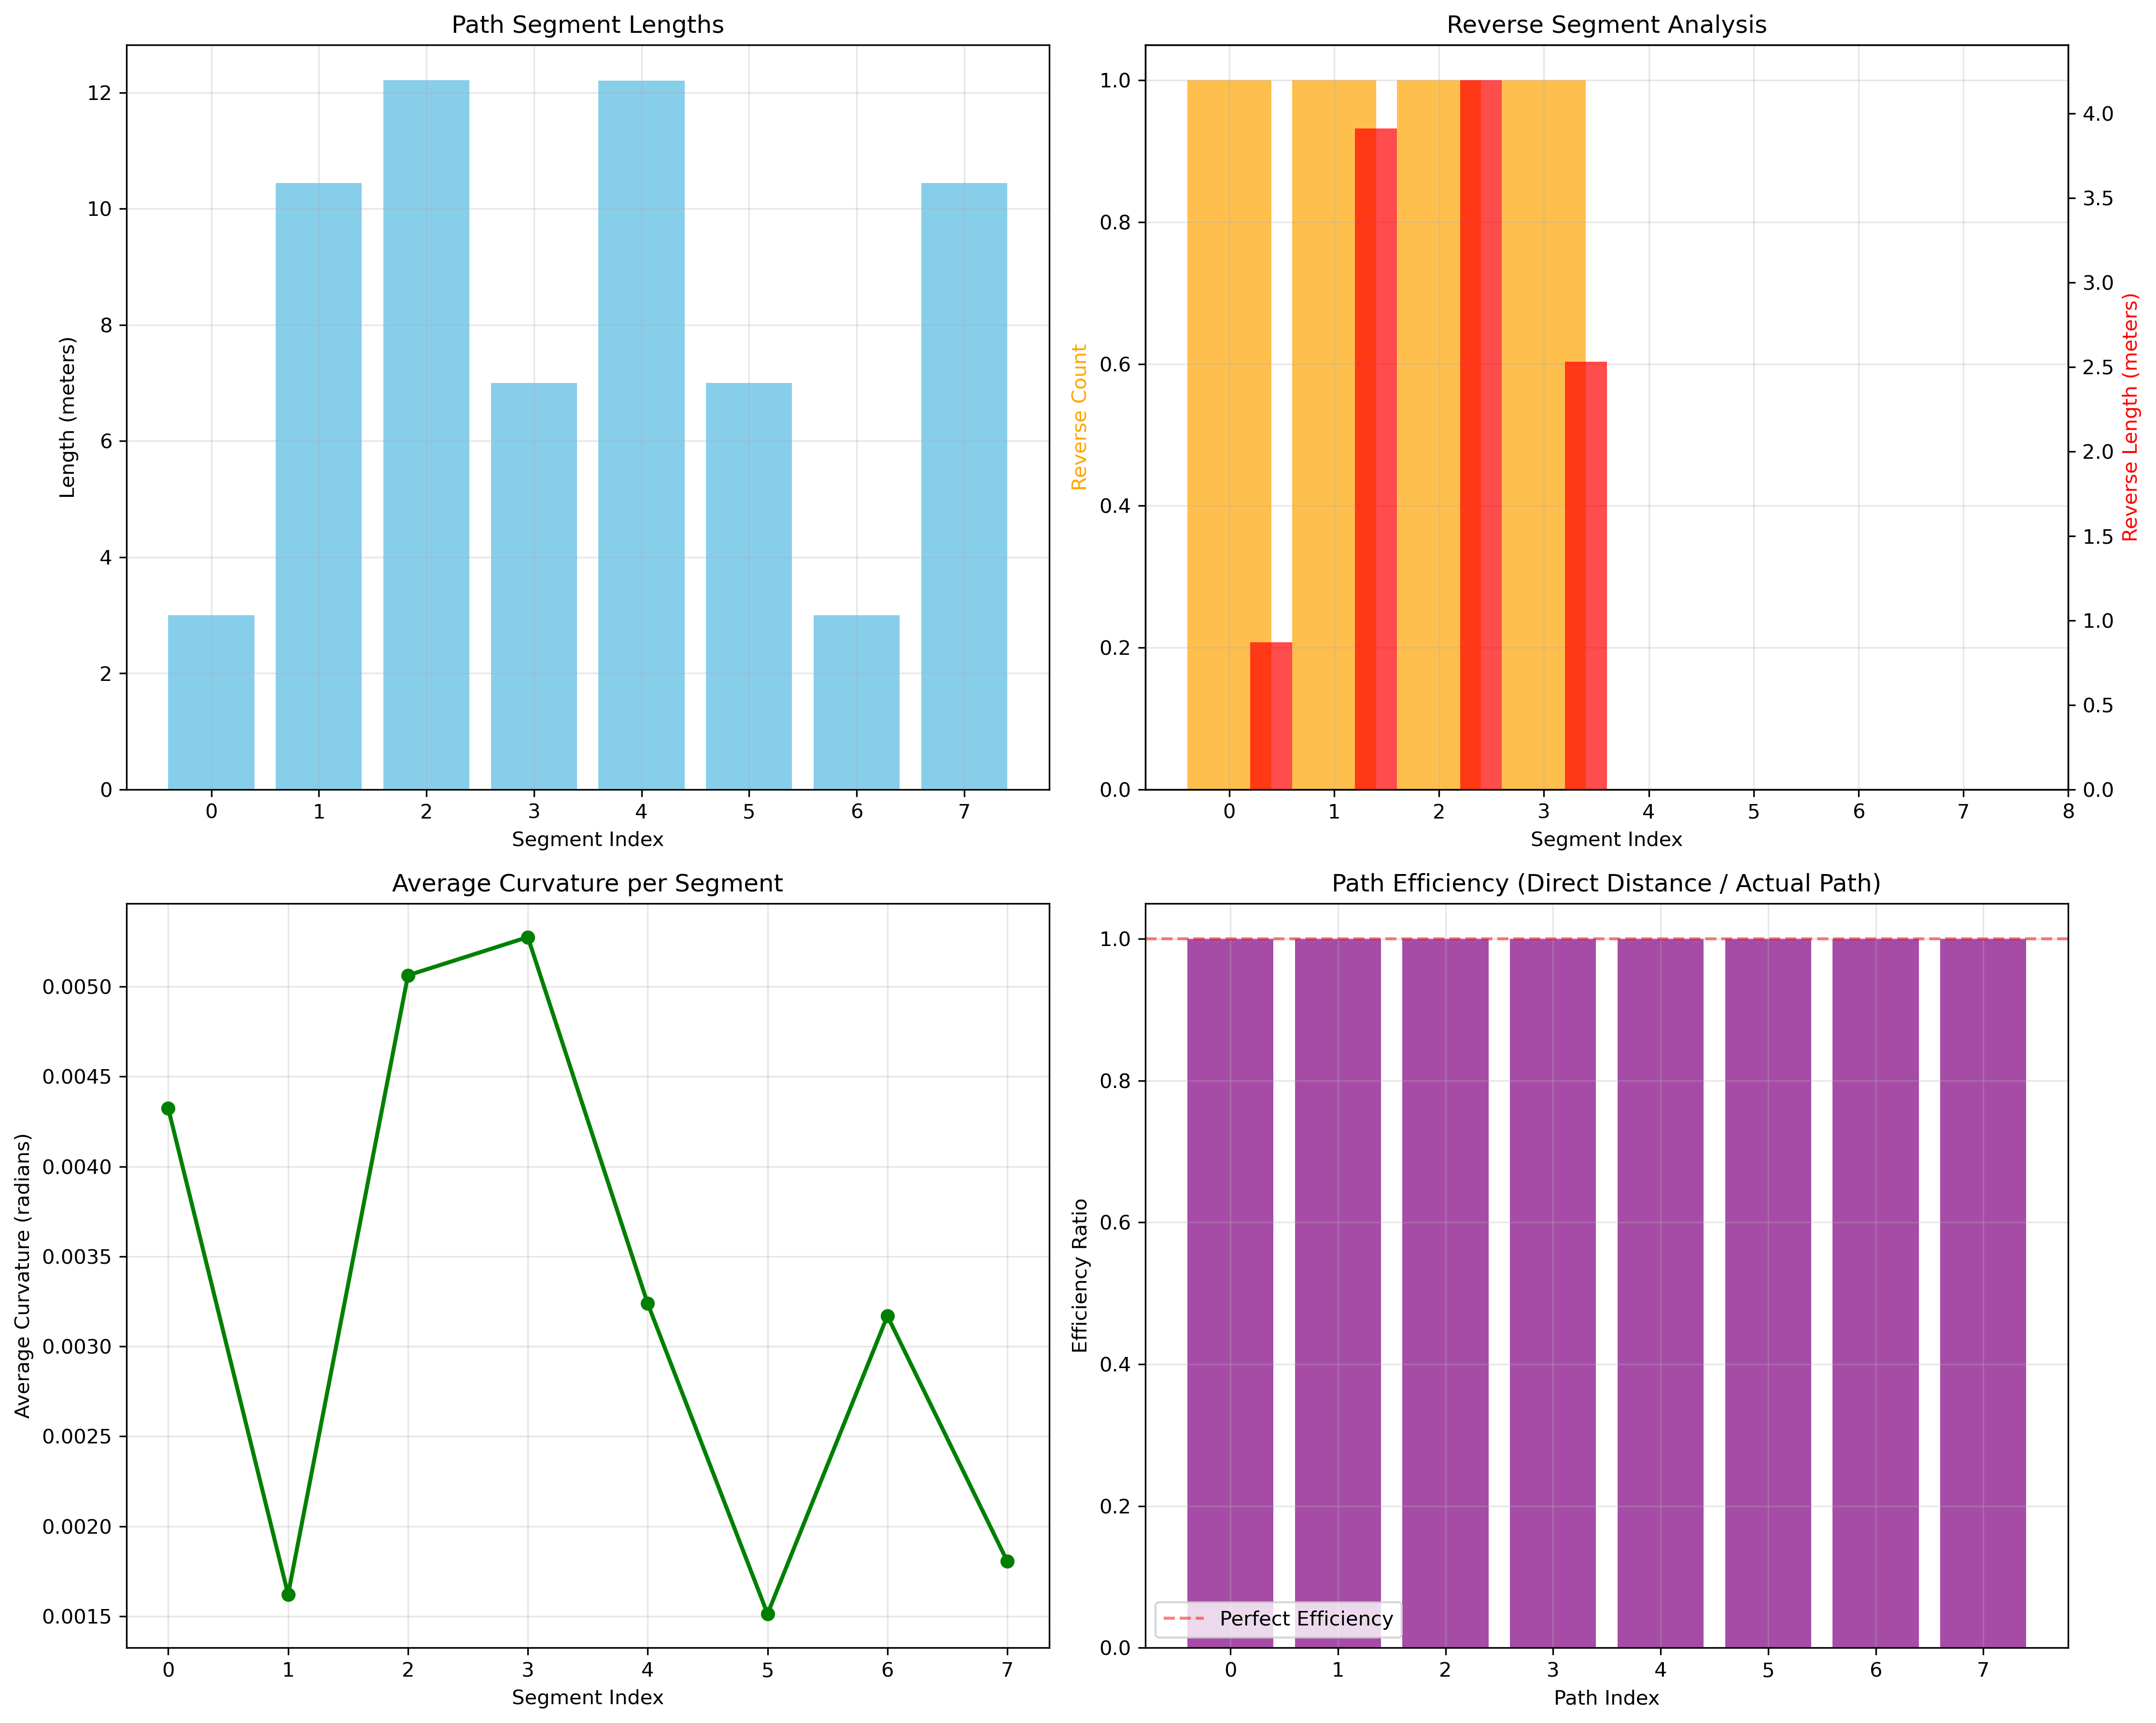 Path Segment Lengths
Length (meters)
12
10
8
6
4
2
0
0 1 2 3 4 5 6 7
Segment Index
Reverse Segment Analysis
Reverse Count
1.0
0.8
0.6
0.4
0.2
0.0
4.0
3.5
3.0
2.5
2.0
1.5
1.0
0.5
0.0
Reverse Length (meters)
0 1 2 3 4 5 6 7 8
Segment Index
Average Curvature per Segment
Average Curvature (radians)
0.0050
0.0045
0.0040
0.0035
0.0030
0.0025
0.0020
0.0015
0 1 2 3 4 5 6 7
Segment Index
Path Efficiency (Direct Distance / Actual Path)
Efficiency Ratio
1.0
0.8
0.6
0.4
0.2
0.0
Perfect Efficiency
0 1 2 3 4 5 6 7
Path Index